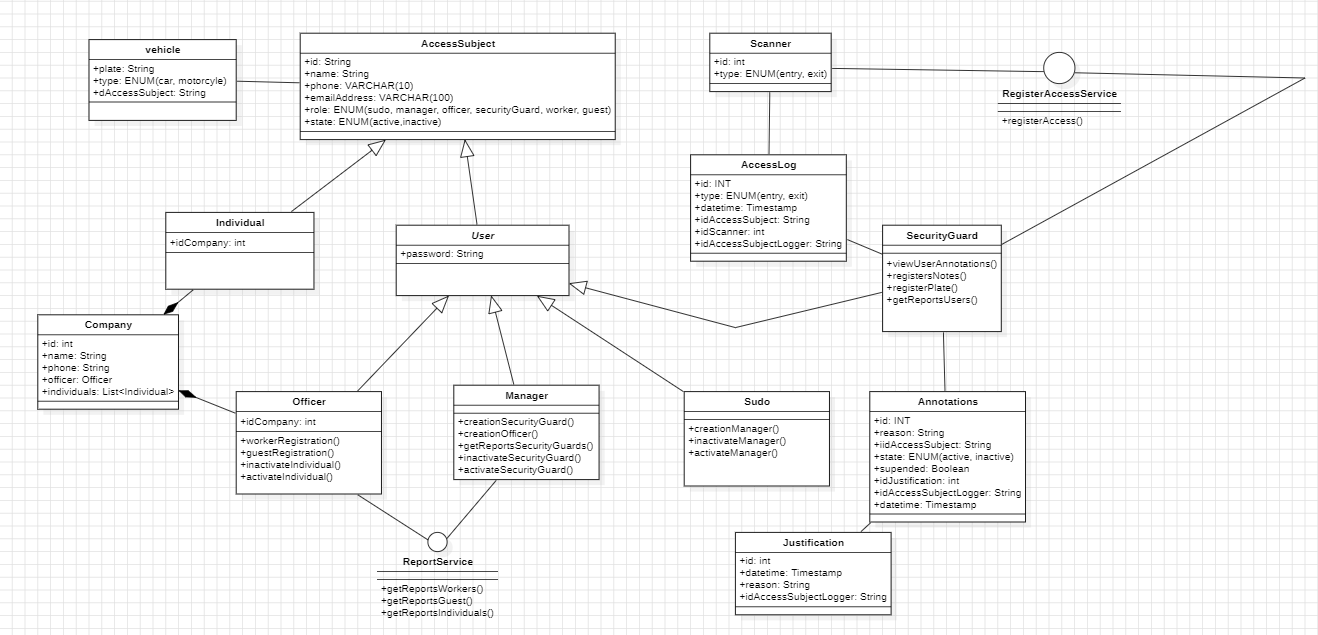 vehicle
+plate: String
+type: ENUM(car, motorcyle)
+dAccessSubject: String
AccessSubject
+id: String
+name: String
+phone: VARCHAR(10)
+emailAddress: VARCHAR(100)
+role: ENUM(sudo, manager, officer, securityGuard, worker, guest)
+state: ENUM(active,inactive)
Scanner
+id: int
+type: ENUM(entry, exit)
RegisterAccessService
+registerAccess()
AccessLog
+id: INT
+type: ENUM(entry, exit)
+datetime: Timestamp
+idAccessSubject: String
+idScanner: int
+idAccessSubjectLogger: String
Individual
+idCompany: int
User
+password: String
SecurityGuard
+viewUserAnnotations()
+registersNotes()
+registerPlate()
+getReportsUsers()
Company
+id: int
+name: String
+phone: String
+officer: Officer
+individuals: List<Individual>
Officer
+idCompany: int
+workerRegistration()
+guestRegistration()
+inactivateIndividual()
+activateIndividual()
Manager
+creationSecurityGuard()
+creationOfficer()
+getReportsSecurityGuards()
+inactivateSecurityGuard()
+activateSecurityGuard()
Sudo
+creationManager()
+inactivateManager()
+activateManager()
Annotations
+id: INT
+reason: String
+iidAccessSubject: String
+state: ENUM(active, inactive)
+supended: Boolean
+idJustification: int
+idAccessSubjectLogger: String
+datetime: Timestamp
ReportService
+getReportsWorkers()
+getReportsGuest()
+getReportsIndividuals()
Justification
+id: int
+datetime: Timestamp
+reason: String
+idAccessSubjectLogger: String